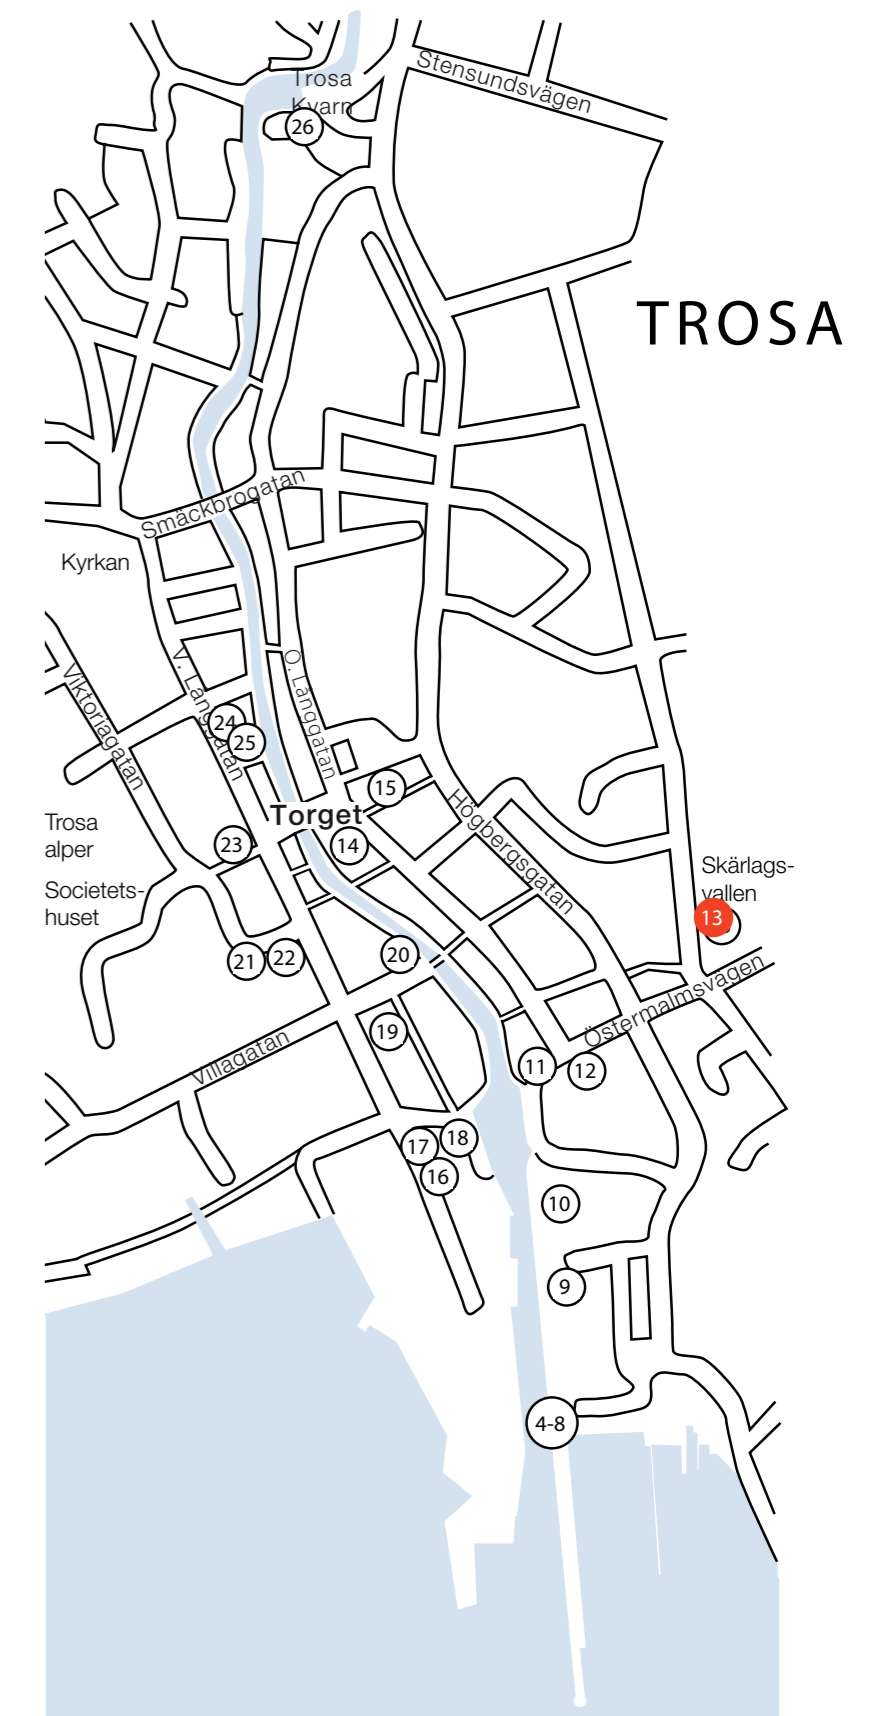 Trosa
Kvarn
26
Stensundsvägen
TROSA
Smäckbrogatan
Kyrkan
Viktoriagatan
V. Långgatan
Ö. Långgatan
24
25
15
Torget
14
Högbergsgatan
Trosa
alper
23
Societets-
huset
Skärlags-
vallen
13
21
22
20
Östermalmsvägen
19
Villagatan
11
12
17
18
16
10
9
4-8